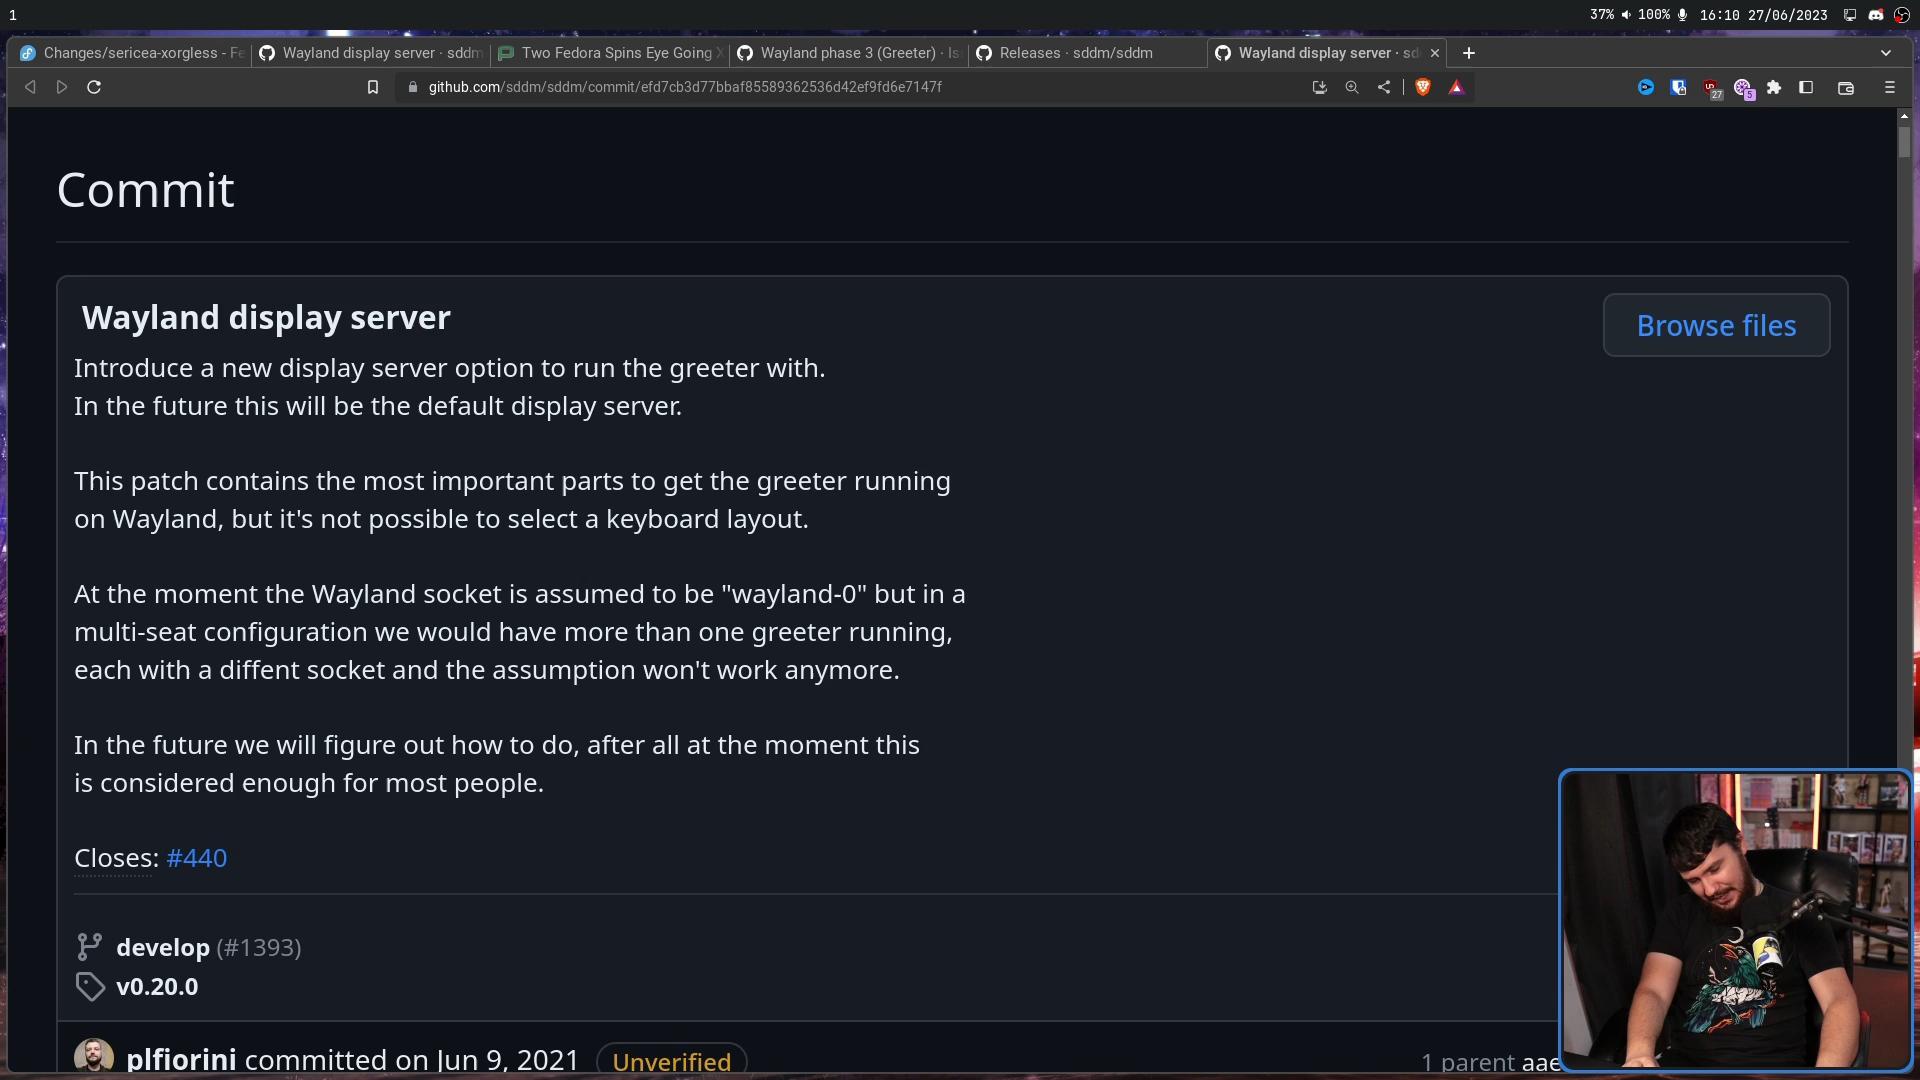 1
37% 100% 16:10 27/06/2023
Changes/sericea-xorgless - Fe
Wayland display server · sddm
Two Fedora Spins Eye Going X
Wayland phase 3 (Greeter) · Is
Releases · sddm/sddm
Wayland display server · sd
github.com/sddm/sddm/commit/efd7cb3d77bbaf85589362536d42ef9fd6e7147f
27
5
Commit
Wayland display server
Browse files
Introduce a new display server option to run the greeter with.
In the future this will be the default display server.
This patch contains the most important parts to get the greeter running
on Wayland, but it's not possible to select a keyboard layout.
At the moment the Wayland socket is assumed to be "wayland-0" but in a
multi-seat configuration we would have more than one greeter running,
each with a diffent socket and the assumption won't work anymore.
In the future we will figure out how to do, after all at the moment this
is considered enough for most people.
Closes: #440
develop (#1393)
v0.20.0
plfiorini committed on Jun 9, 2021
Unverified
1 parent aae